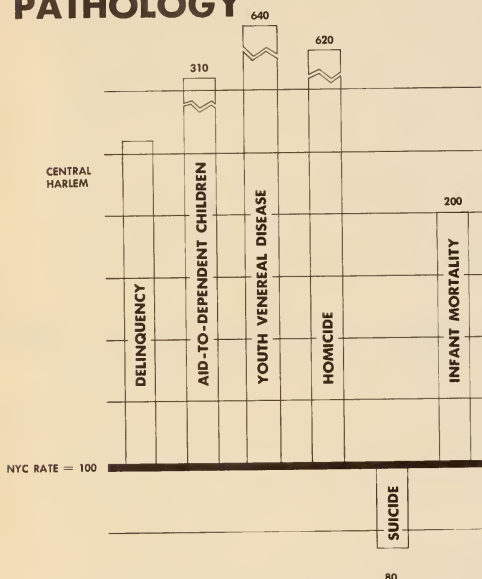 PATHOLOGY
640
620
310
CENTRAL
HARLEM
200
DELINQUENCY
AID-TO-DEPENDENT CHILDREN
YOUTH VENEREAL DISEASE
HOMICIDE
INFANT MORTALITY
NYC RATE = 100
SUICIDE
80